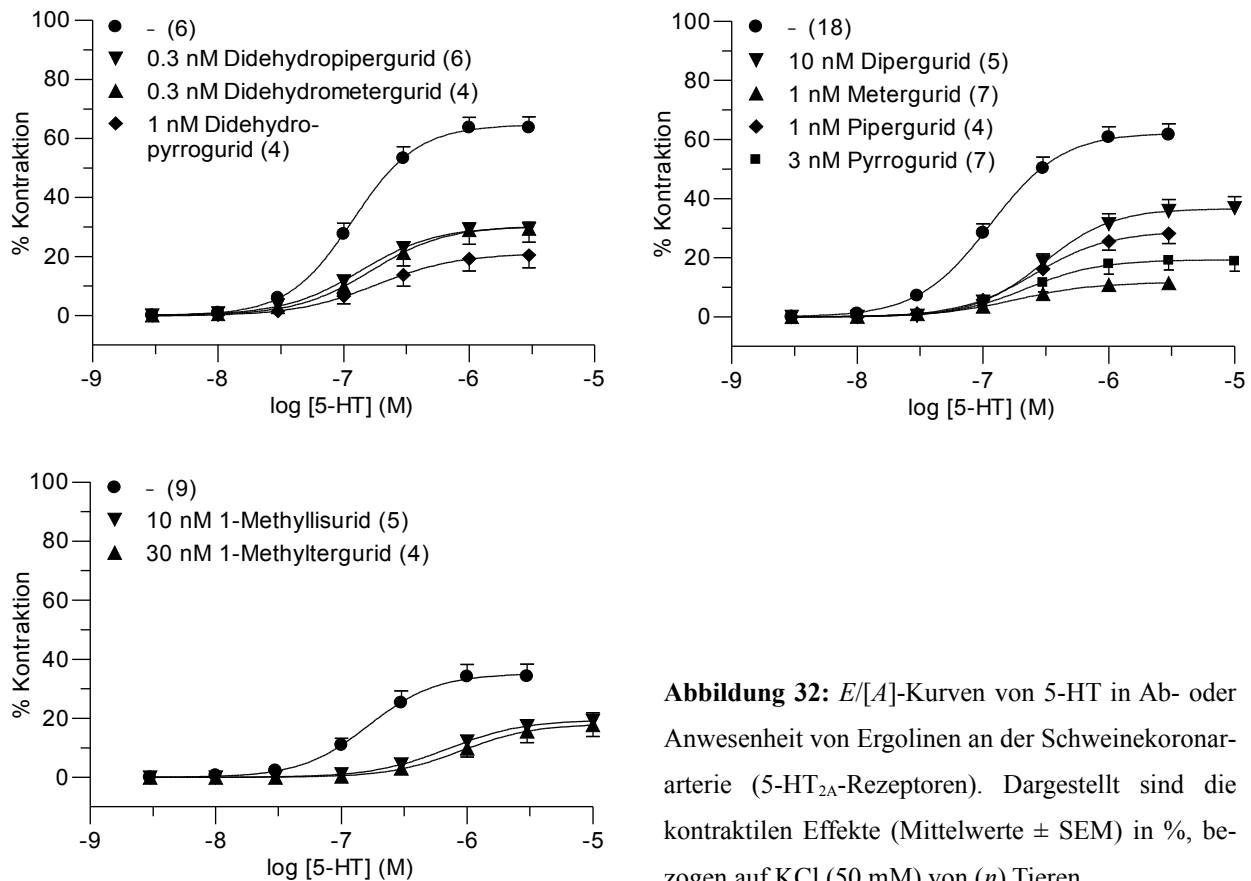 100
80
60
40
20
0
% Kontraktion
- (6)
0.3 nM Didehydropipergurid (6)
0.3 nM Didehydrometergurid (4)
1 nM Didehydro-
pyrrogurid (4)
-9 -8 -7 -6 -5
log [5-HT] (M)
100
80
60
40
20
0
% Kontraktion
- (18)
10 nM Dipergurid (5)
1 nM Metergurid (7)
1 nM Pipergurid (4)
3 nM Pyrrogurid (7)
-9 -8 -7 -6 -5
log [5-HT] (M)
100
80
60
40
20
0
% Kontraktion
- (9)
10 nM 1-Methyllisurid (5)
30 nM 1-Methyltergurid (4)
-9 -8 -7 -6 -5
log [5-HT] (M)
Abbildung 32: E/[A]-Kurven von 5-HT in Ab- oder
Anwesenheit von Ergolinen an der Schweinekoronar-
arterie (5-HT2A-Rezeptoren). Dargestellt sind die
kontraktilen Effekte (Mittelwerte ± SEM) in %, be-
zogen auf KCl (50 mM) von (n) Tieren